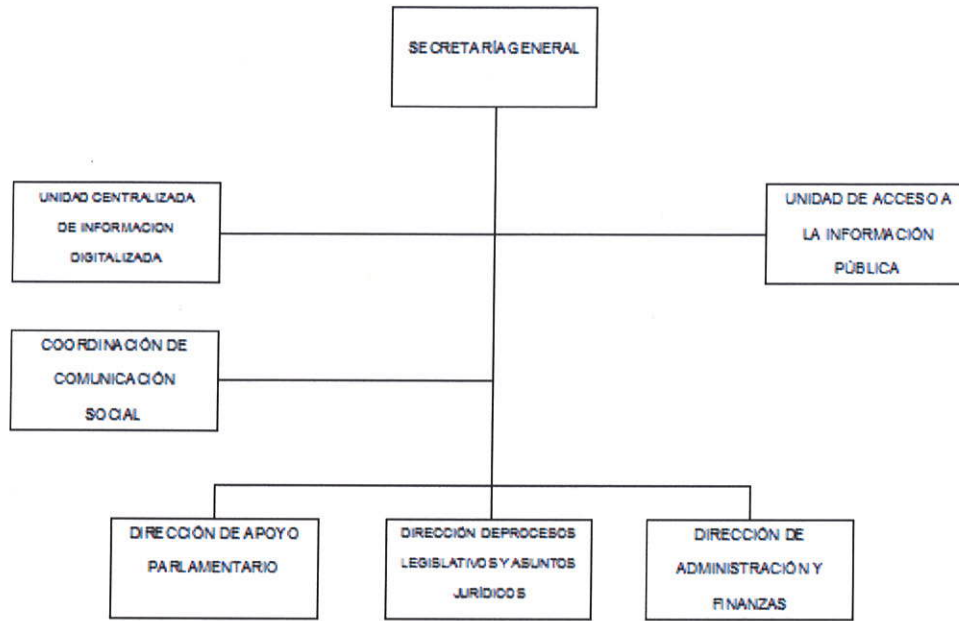 SECRETARÍA GENERAL
UNIDAD CENTRALIZADA
DE INFORMACION
DIGITALIZADA
UNIDAD DE ACCESO A
LA INFORMACIÓN
PÚBLICA
COORDINACIÓN DE
COMUNICACIÓN
SOCIAL
DIRECCIÓN DE APOYO
PARLAMENTARIO
DIRECCIÓN DEPROCESOS
LEGISLATIVOS Y ASUNTOS
JURÍDICOS
DIRECCIÓN DE
ADMINISTRACIÓN Y
FINANZAS